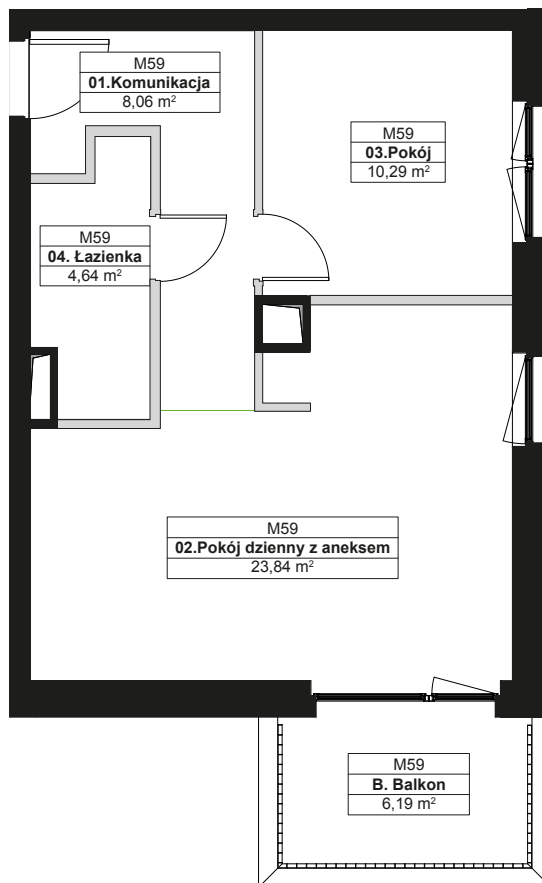 M59
01.Komunikacja
8,06 m²
M59
03.Pokój
10,29 m²
M59
04. Łazienka
4,64 m²
M59
02.Pokój dzienny z aneksem
23,84 m²
M59
B. Balkon
6,19 m²